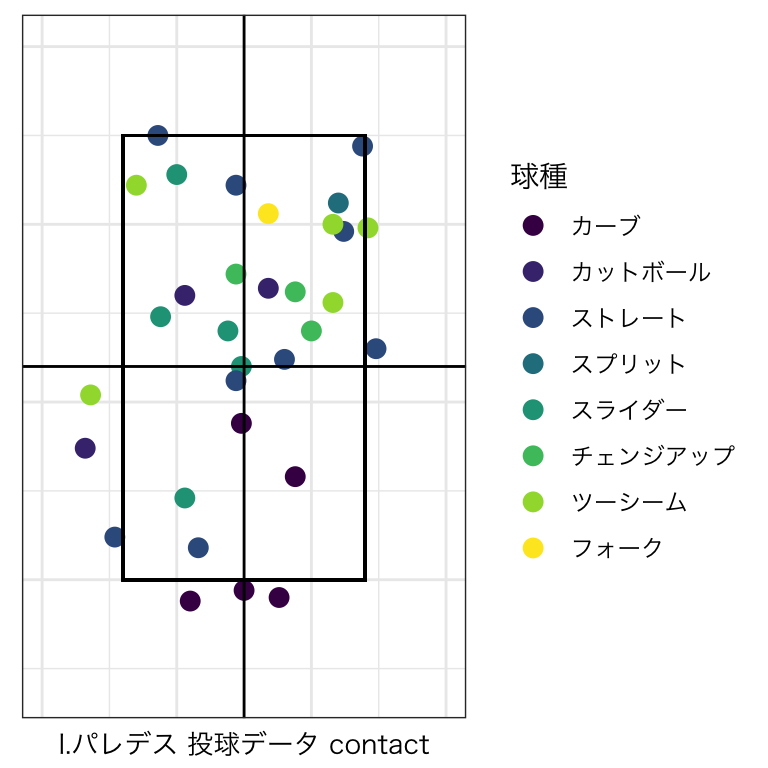 球種
カーブ
カットボール
ストレート
スプリット
スライダー
チェンジアップ
ツーシーム
フォーク
I.パレデス 投球データ contact